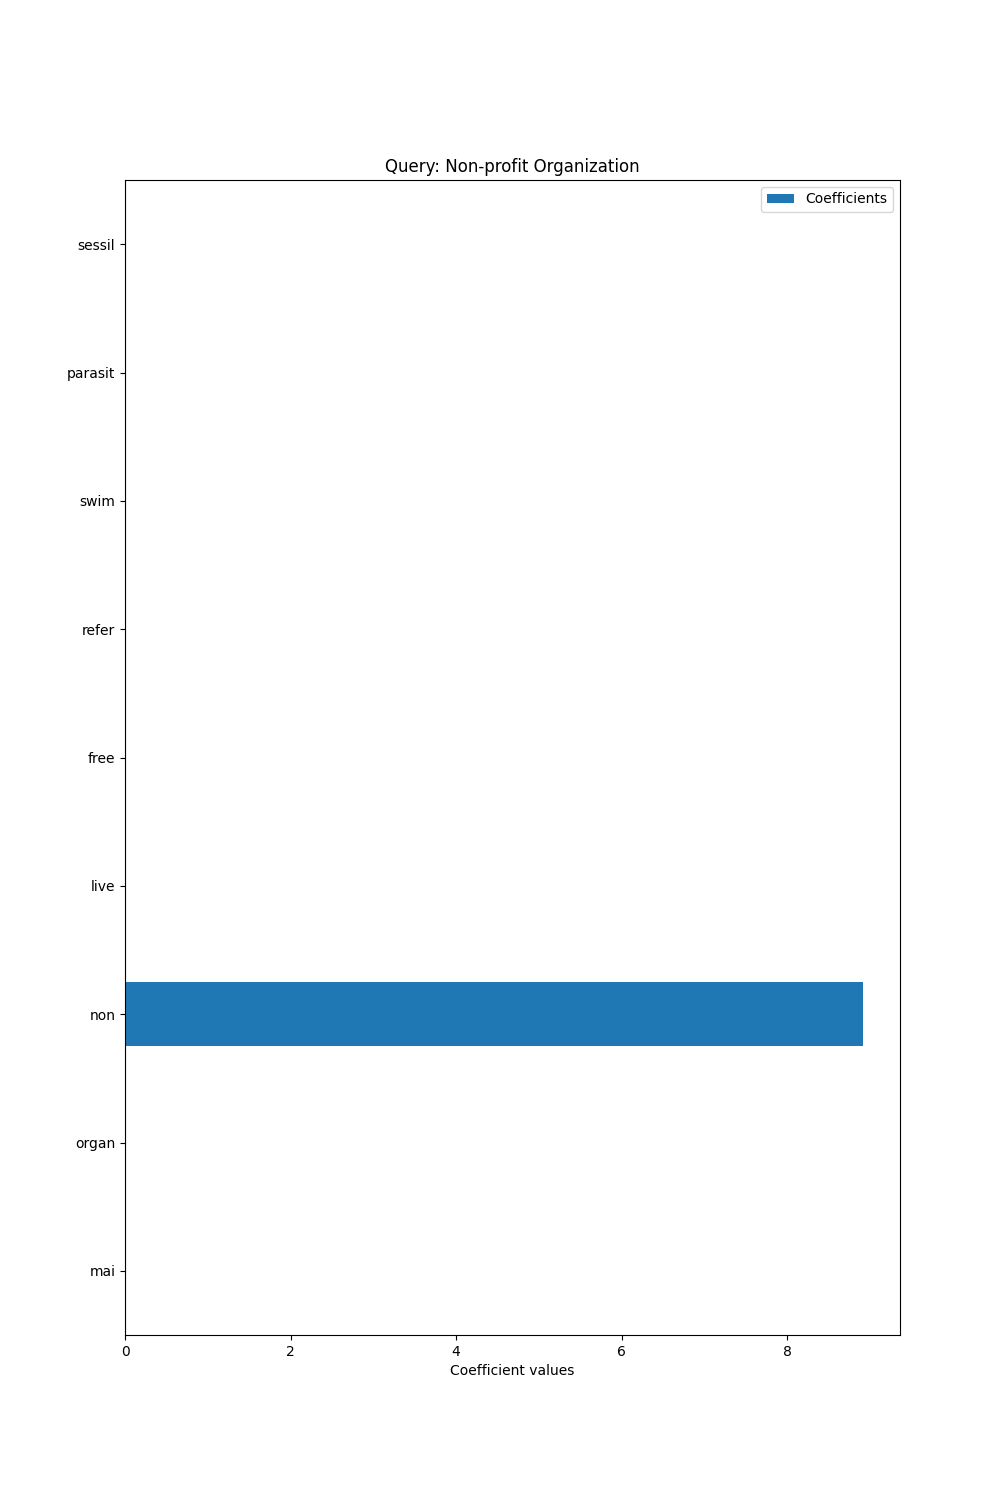 Query: Non-profit Organization
Coefficients
sessil
parasit
swim
refer
free
live
non
organ
mai
0 2 4 6 8
Coefficient values